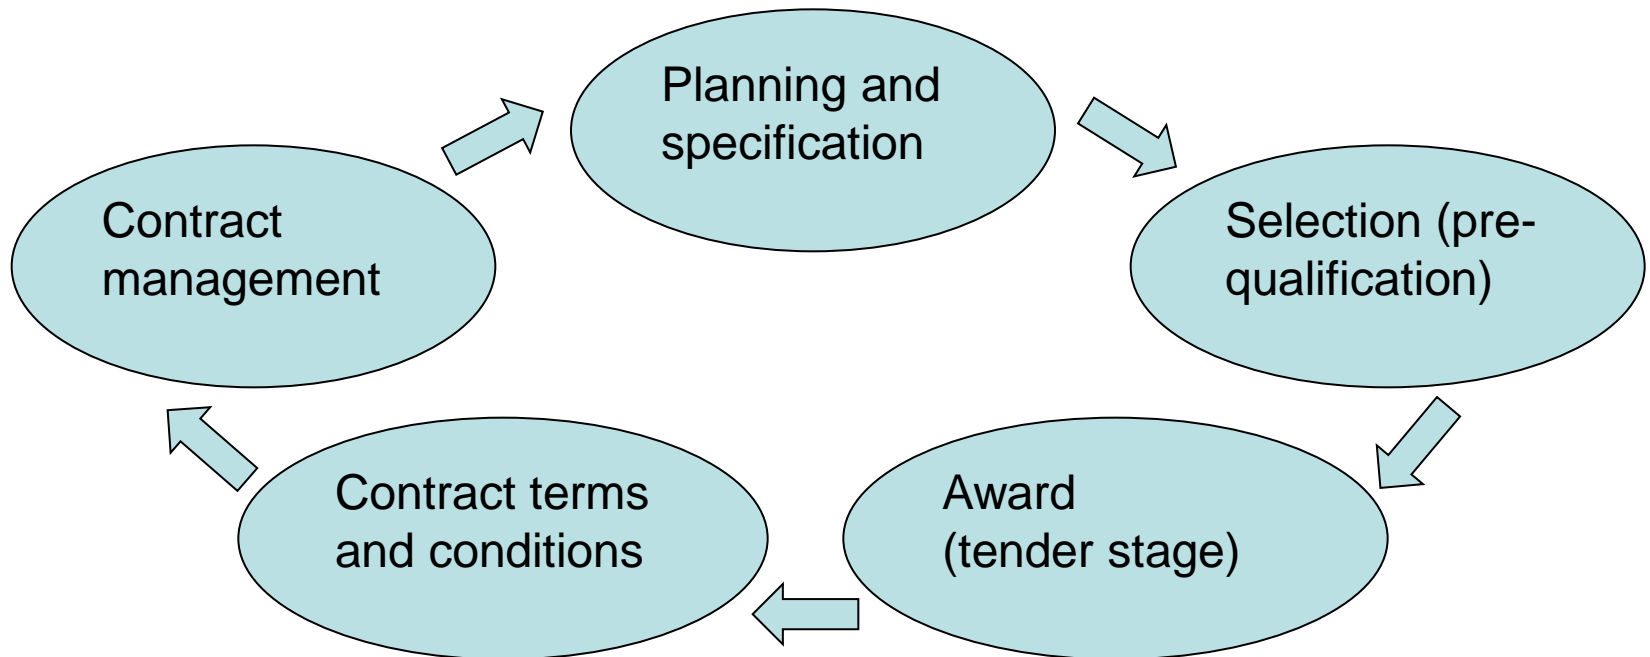 Planning and
specification
Selection (pre-
qualification)
Award
(tender stage)
Contract terms
and conditions
Contract
management